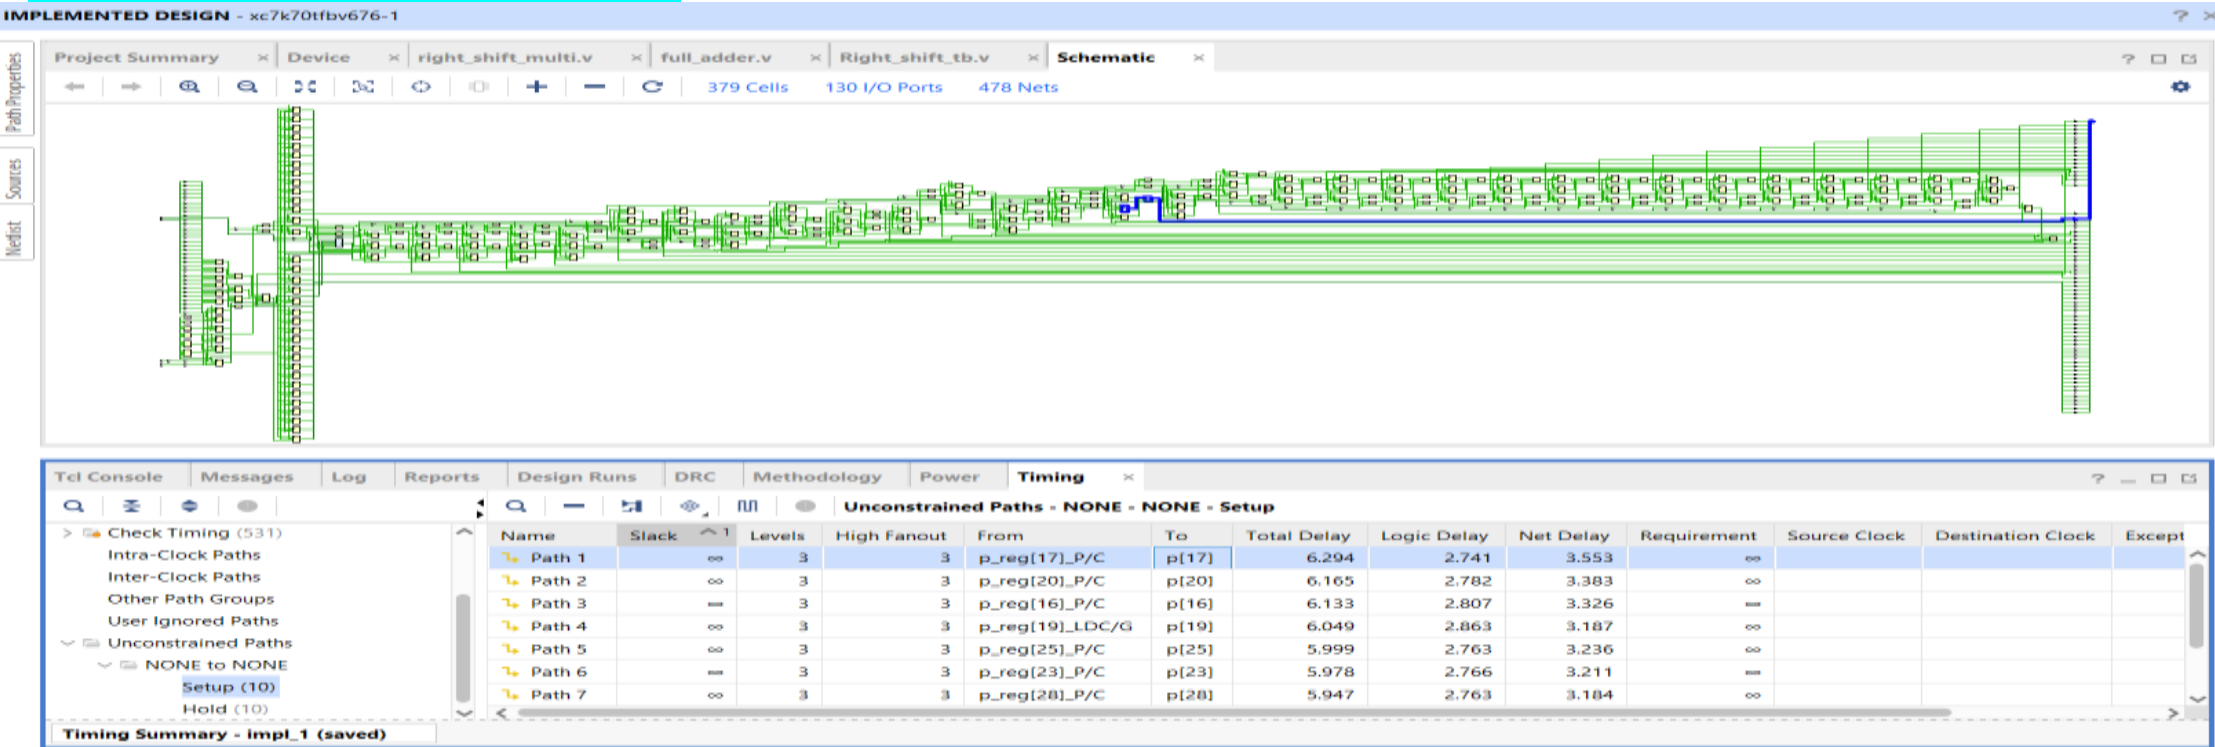 IMPLEMENTED DESIGN - xc7k70tfbv676-1
Path Properties
Sources
Netlist
Project Summary × Device × right_shift_multi.v × full_adder.v × Right_shift_tb.v × Schematic ×
379 Cells 130 I/O Ports 478 Nets
Tcl Console Messages Log Reports Design Runs DRC Methodology Power Timing ×
Unconstrained Paths - NONE - NONE - Setup
Check Timing (531)
Intra-Clock Paths
Inter-Clock Paths
Other Path Groups
User Ignored Paths
Unconstrained Paths
NONE to NONE
Setup (10)
Hold (10)
Name Slack ^1 Levels High Fanout From To Total Delay Logic Delay Net Delay Requirement Source Clock Destination Clock Except
Path 1 ∞ 3 3 p_reg[17]_P/C p[17] 6.294 2.741 3.553 ∞
Path 2 ∞ 3 3 p_reg[20]_P/C p[20] 6.165 2.782 3.383 ∞
Path 3 ∞ 3 3 p_reg[16]_P/C p[16] 6.133 2.807 3.326 ∞
Path 4 ∞ 3 3 p_reg[19]_LDC/G p[19] 6.049 2.863 3.187 ∞
Path 5 ∞ 3 3 p_reg[25]_P/C p[25] 5.999 2.763 3.236 ∞
Path 6 ∞ 3 3 p_reg[23]_P/C p[23] 5.978 2.766 3.211 ∞
Path 7 ∞ 3 3 p_reg[28]_P/C p[28] 5.947 2.763 3.184 ∞
Timing Summary - impl_1 (saved)